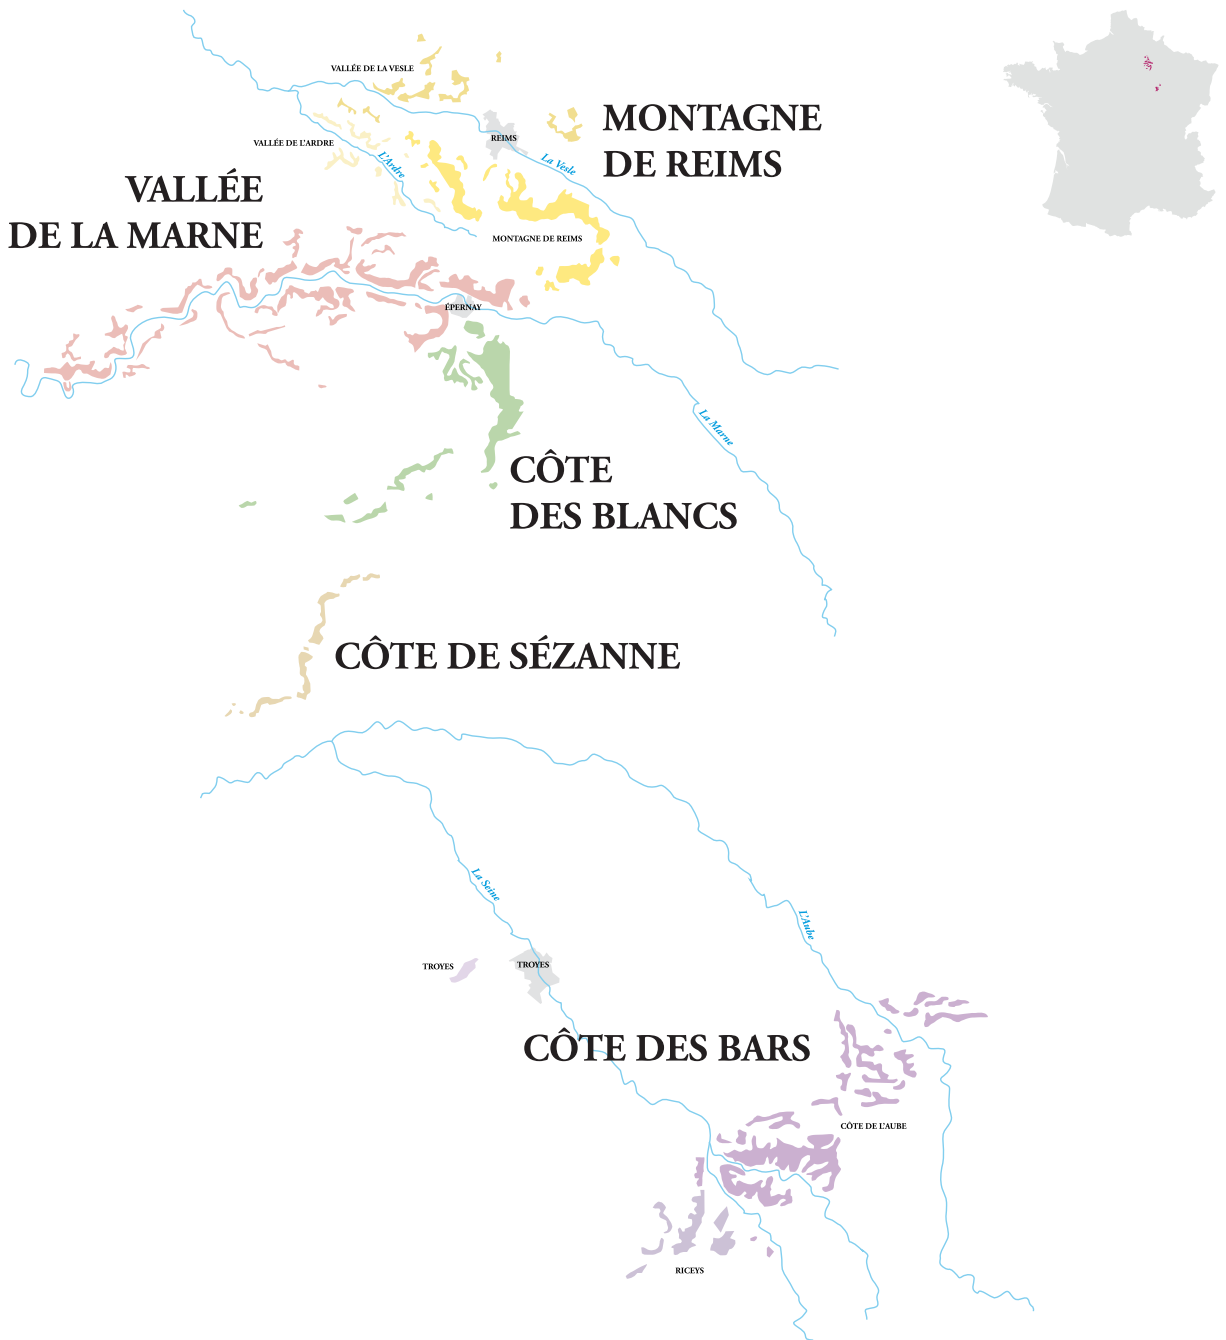 VALLÉE DE LA VESLE
MONTAGNE
DE REIMS
REIMS
VALLÉE DE L'ARDRE
L'Ardre
La Vesle
VALLÉE
DE LA MARNE
MONTAGNE DE REIMS
ÉPERNAY
La Marne
CÔTE
DES BLANCS
CÔTE DE SÉZANNE
La Seine
L'Aube
TROYES
TROYES
CÔTE DES BARS
CÔTE DE L'AUBE
RICEYS